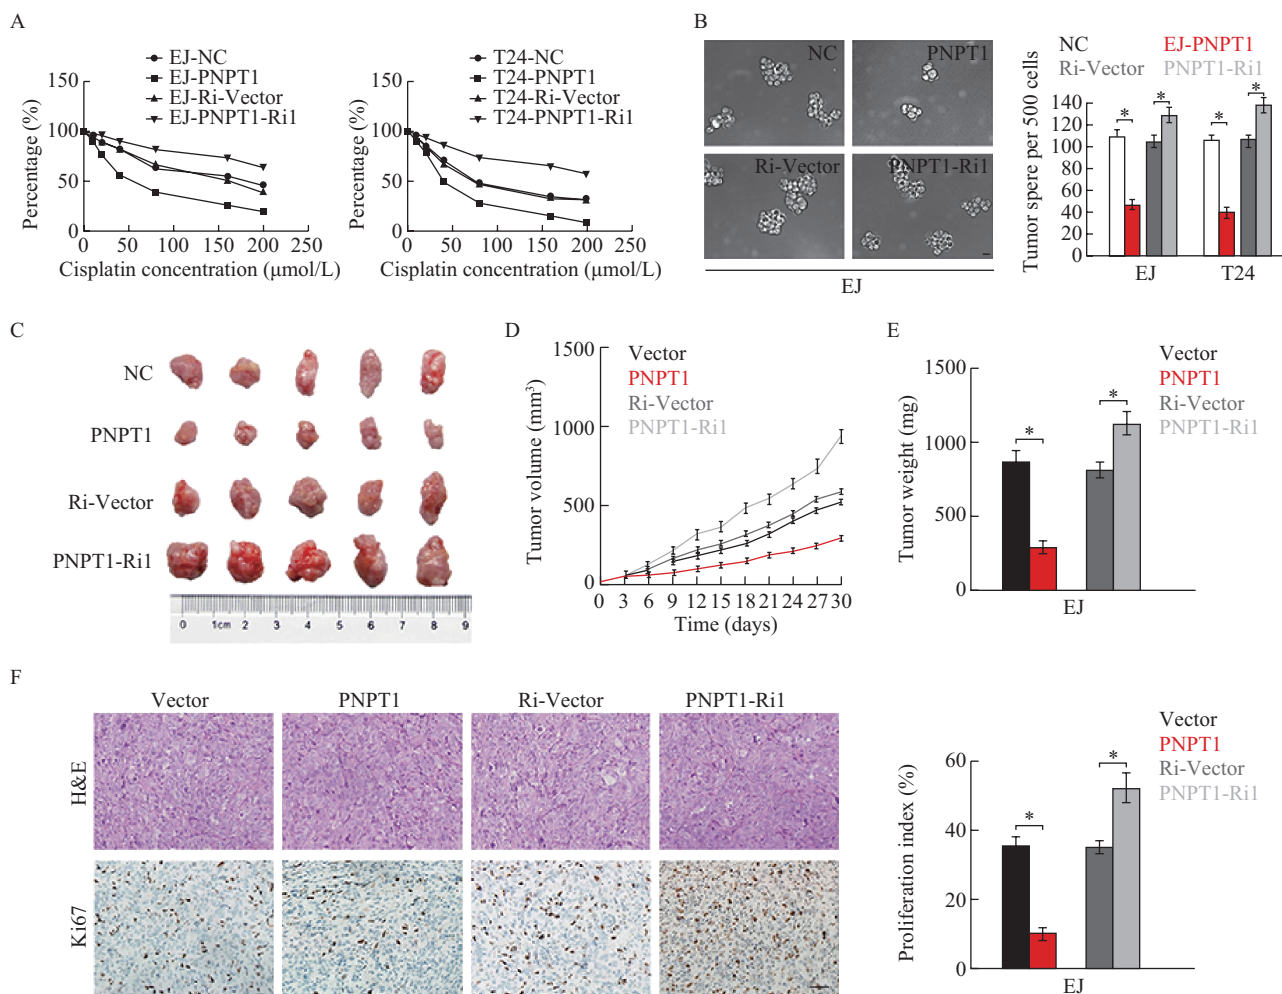 A
EJ-NC
EJ-PNPT1
EJ-Ri-Vector
EJ-PNPT1-Ri1
150
100
50
0
Percentage (%)
0 50 100 150 200 250
Cisplatin concentration (μmol/L)
T24-NC
T24-PNPT1
T24-Ri-Vector
T24-PNPT1-Ri1
150
100
50
0
Percentage (%)
0 50 100 150 200 250
Cisplatin concentration (μmol/L)
B
NC
PNPT1
Ri-Vector
PNPT1-Ri1
EJ
NC
EJ-PNPT1
Ri-Vector
PNPT1-Ri1
Tumor spere per 500 cells
140
120
100
80
60
40
20
0
* * * *
EJ T24
C
NC
PNPT1
Ri-Vector
PNPT1-Ri1
0 1cm 2 3 4 5 6 7 8 9
D
Vector
PNPT1
Ri-Vector
PNPT1-Ri1
Tumor volume (mm³)
1500
1000
500
0
0 3 6 9 12 15 18 21 24 27 30
Time (days)
E
Vector
PNPT1
Ri-Vector
PNPT1-Ri1
Tumor weight (mg)
1500
1000
500
0
* *
EJ
F
Vector PNPT1 Ri-Vector PNPT1-Ri1
H&E
Ki67
Vector
PNPT1
Ri-Vector
PNPT1-Ri1
Proliferation index (%)
60
40
20
0
* *
EJ